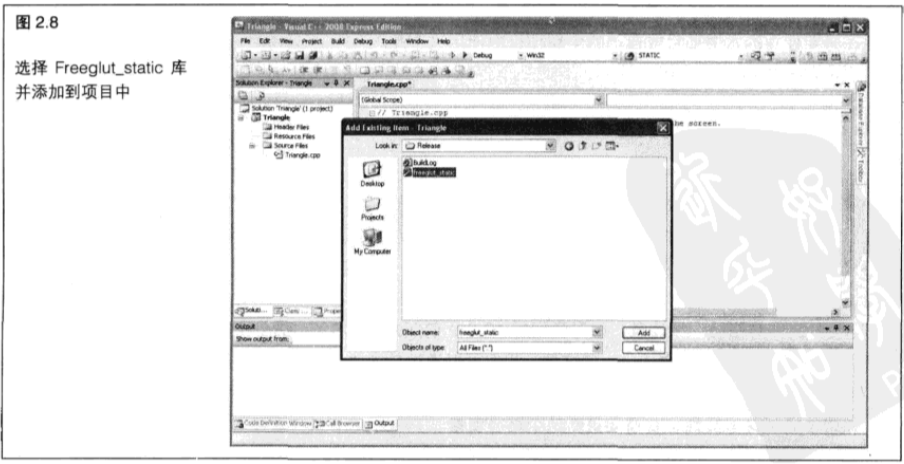 图 2.8
选择 Freeglut_static 库
并添加到项目中
Triangle - Visual C++ 2008 Express Edition
File Edit View Project Build Debug Tools Window Help
Debug Win32 STATIC
Solution Explorer - Triangle
Triangle.cpp*
(Global Scope)
Solution 'Triangle' (1 project)
Triangle
Header Files
Resource Files
Source Files
Triangle.cpp
// Triangle.cpp
he screen.
Add Existing Item - Triangle
Look in: Release
BuildLog
freeglut_static
Desktop
Projects
My Computer
Object name: freeglut_static Add
Objects of type: All Files (*.*) Cancel
Soluti... Class ...
Output
Show output from:
Code Definition Window Call Browser Output
Toolbox